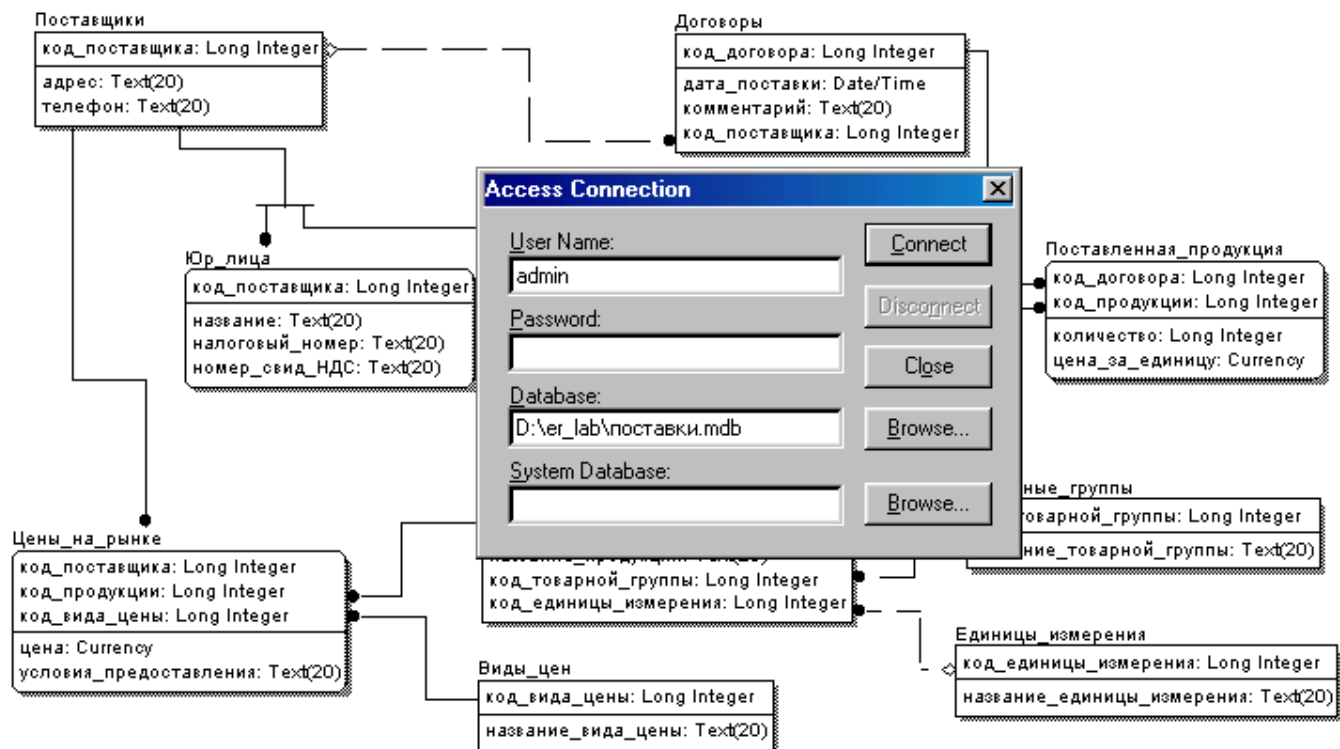 Поставщики
код_поставщика: Long Integer
адрес: Text(20)
телефон: Text(20)
Договоры
код_договора: Long Integer
дата_поставки: Date/Time
комментарий: Text(20)
код_поставщика: Long Integer
Юр_лица
код_поставщика: Long Integer
название: Text(20)
налоговый_номер: Text(20)
номер_свид_НДС: Text(20)
Access Connection
User Name:
admin
Password:
Database:
D:\er_lab\поставки.mdb
System Database:
Connect
Disconnect
Close
Browse...
Browse...
Поставленная_продукция
код_договора: Long Integer
код_продукции: Long Integer
количество: Long Integer
цена_за_единицу: Currency
Цены_на_рынке
код_поставщика: Long Integer
код_продукции: Long Integer
код_вида_цены: Long Integer
цена: Currency
условия_предоставления: Text(20)
код_товарной_группы: Long Integer
код_единицы_измерения: Long Integer
ные_группы
товарной_группы: Long Integer
ние_товарной_группы: Text(20)
Виды_цен
код_вида_цены: Long Integer
название_вида_цены: Text(20)
Единицы_измерения
код_единицы_измерения: Long Integer
название_единицы_измерения: Text(20)